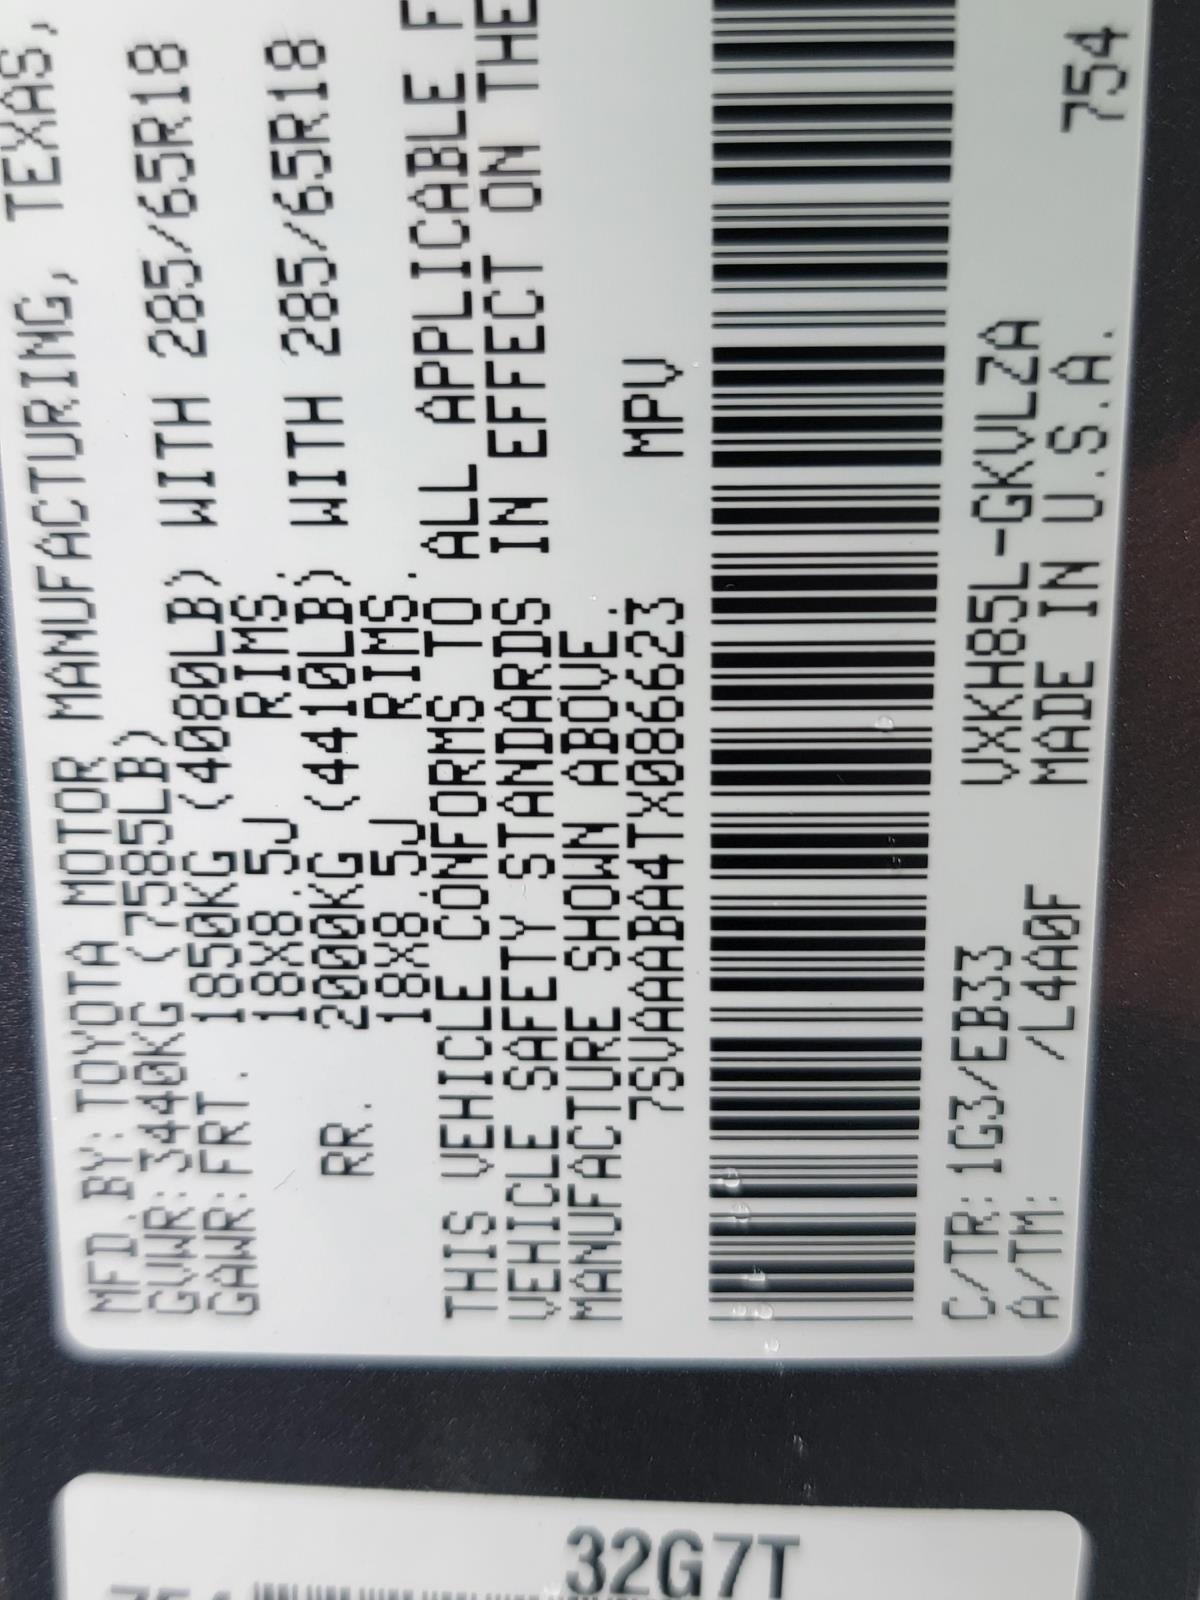 MFD.BY: TOYOTA MOTOR MANUFACTURING, TEXAS,
GVWR: 3440KG (7585LB)
GAWR: FRT. 1850KG (4080LB) WITH 285/65R18
18X8.5J RIMS.
RR. 2000KG (4410LB) WITH 285/65R18
18X8.5J RIMS.
THIS VEHICLE CONFORMS TO ALL APPLICABLE F
VEHICLE SAFETY STANDARDS IN EFFECT ON THE
MANUFACTURE SHOWN ABOVE.
7SVAAABA4TX086623 MPV
C/TR: 1G3/EB33 VXKH85L-GKVLZA
A/TM: /L4A0F MADE IN U.S.A. 754
32G7T